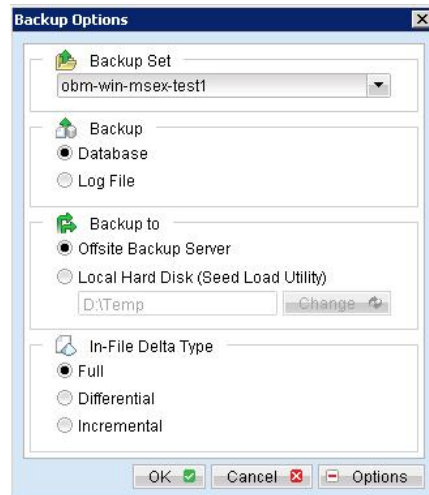 Backup Options
Backup Set
obm-win-msex-test1
Backup
Database
Log File
Backup to
Offsite Backup Server
Local Hard Disk (Seed Load Utility)
D:\Temp
Change
In-File Delta Type
Full
Differential
Incremental
OK
Cancel
Options